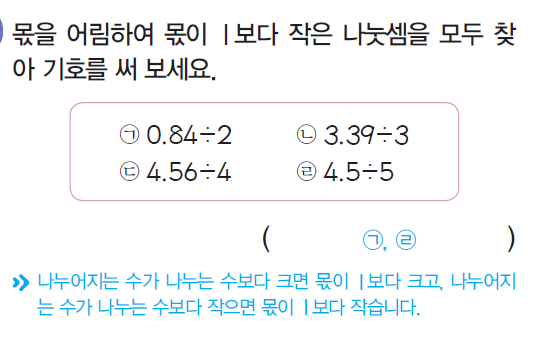 몫을 어림하여 몫이 1보다 작은 나눗셈을 모두 찾
아 기호를 써 보세요.
㉠ 0.84÷2 ㉡ 3.39÷3
㉢ 4.56÷4 ㉣ 4.5÷5
( ㉠, ㉣ )
» 나누어지는 수가 나누는 수보다 크면 몫이 1보다 크고, 나누어지
는 수가 나누는 수보다 작으면 몫이 1보다 작습니다.